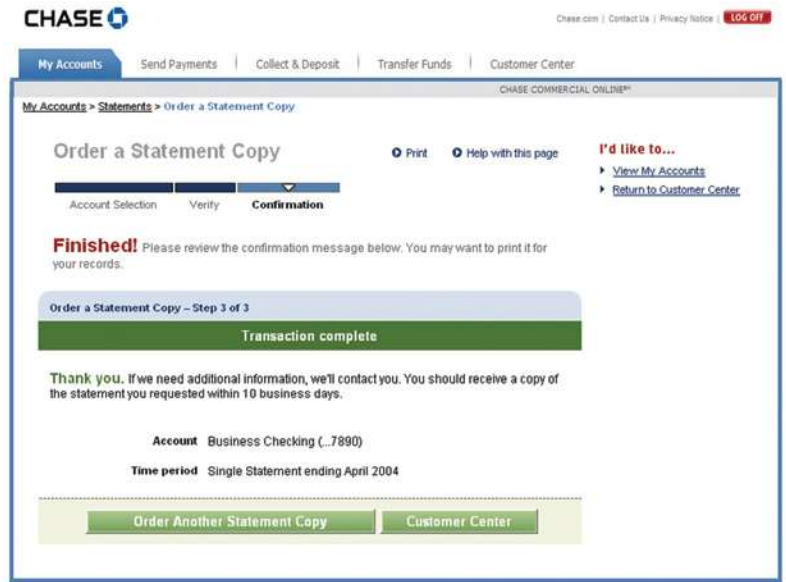 CHASE
Chase.com | Contact Us | Privacy Notice | LOG OFF
My Accounts Send Payments | Collect & Deposit | Transfer Funds | Customer Center
CHASE COMMERCIAL ONLINE℠
My Accounts > Statements > Order a Statement Copy
Order a Statement Copy
Print Help with this page
I'd like to...
View My Accounts
Return to Customer Center
Account Selection Verify Confirmation
Finished! Please review the confirmation message below. You may want to print it for
your records.
Order a Statement Copy – Step 3 of 3
Transaction complete
Thank you. If we need additional information, we'll contact you. You should receive a copy of
the statement you requested within 10 business days.
Account Business Checking (...7890)
Time period Single Statement ending April 2004
Order Another Statement Copy Customer Center